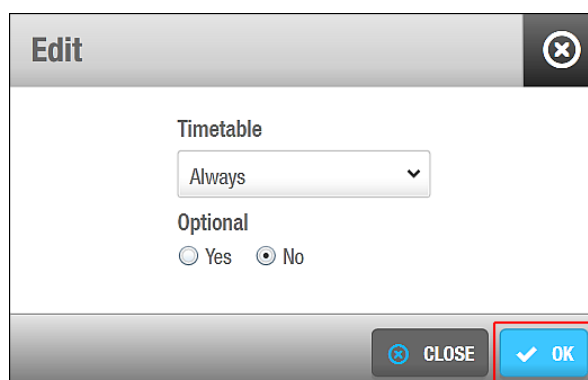 Edit
Timetable
Always
Optional
Yes No
CLOSE OK